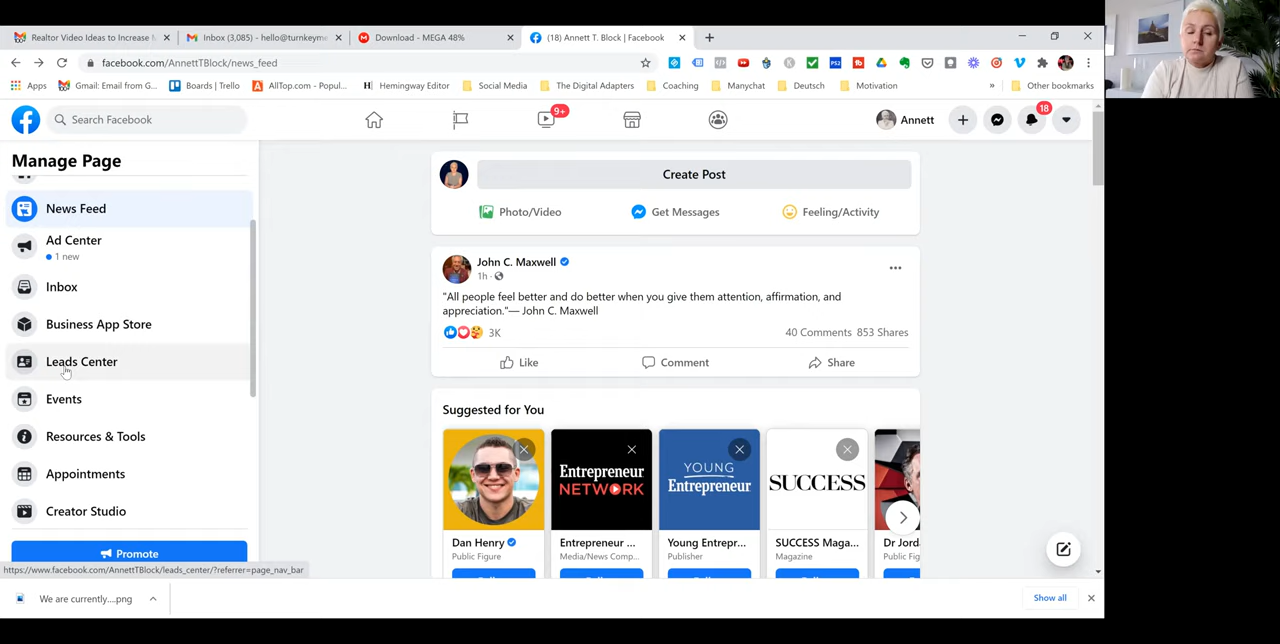 Realtor Video Ideas to Increase M
Inbox (3,085) - hello@turnkeyme
Download - MEGA 48%
(18) Annett T. Block | Facebook
facebook.com/AnnettTBlock/news_feed
Apps
Gmail: Email from G...
Boards | Trello
AllTop.com - Popul...
Hemingway Editor
Social Media
The Digital Adapters
Coaching
Manychat
Deutsch
Motivation
»
Other bookmarks
Search Facebook
9+
Annett
18
Manage Page
News Feed
Ad Center
1 new
Inbox
Business App Store
Leads Center
Events
Resources & Tools
Appointments
Creator Studio
Promote
Create Post
Photo/Video
Get Messages
Feeling/Activity
John C. Maxwell
1h ·
"All people feel better and do better when you give them attention, affirmation, and
appreciation."— John C. Maxwell
3K
40 Comments 853 Shares
Like
Comment
Share
Suggested for You
Entrepreneur
NETWORK
YOUNG
Entrepreneur
SUCCESS
Dan Henry
Public Figure
Entrepreneur ...
Media/News Comp...
Young Entrepr...
Publisher
SUCCESS Maga...
Magazine
Dr Jord
Public Fig
https://www.facebook.com/AnnettTBlock/leads_center/?referrer=page_nav_bar
We are currently....png
Show all